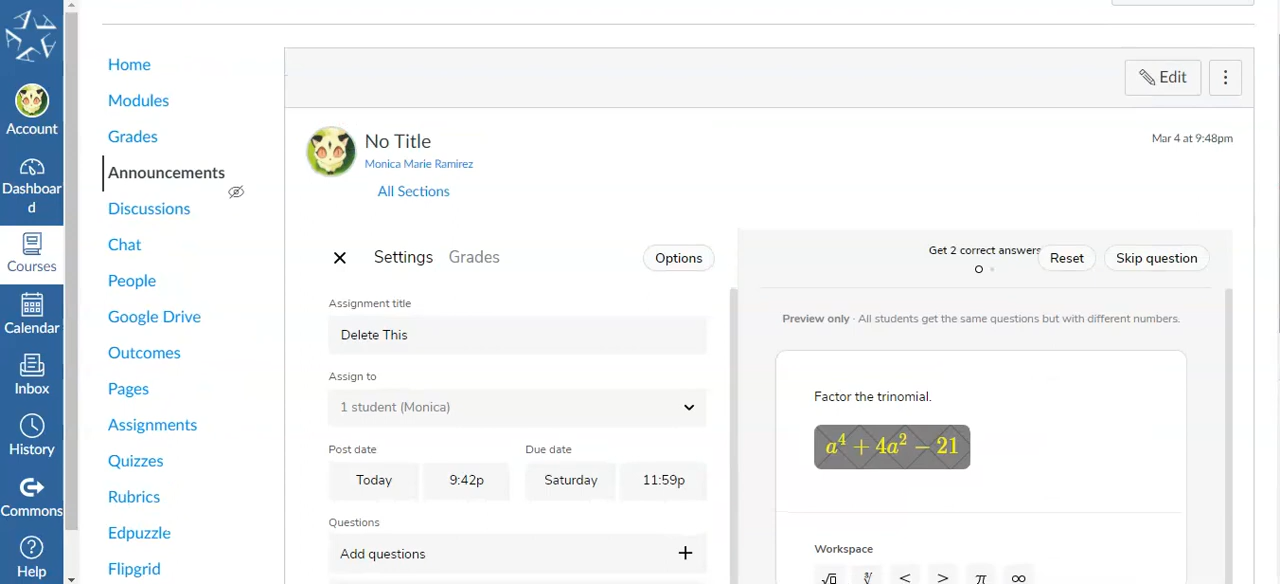 Account
Dashboar
d
Courses
Calendar
Inbox
History
Commons
Help
Home
Modules
Grades
Announcements
Discussions
Chat
People
Google Drive
Outcomes
Pages
Assignments
Quizzes
Rubrics
Edpuzzle
Flipgrid
Edit
No Title
Mar 4 at 9:48pm
Monica Marie Ramirez
All Sections
Settings Grades Options
Assignment title
Delete This
Assign to
1 student (Monica)
Post date Due date
Today 9:42p Saturday 11:59p
Questions
Add questions +
Get 2 correct answers Reset Skip question
Preview only · All students get the same questions but with different numbers.
Factor the trinomial.
a⁴ + 4a² − 21
Workspace
< > π ∞